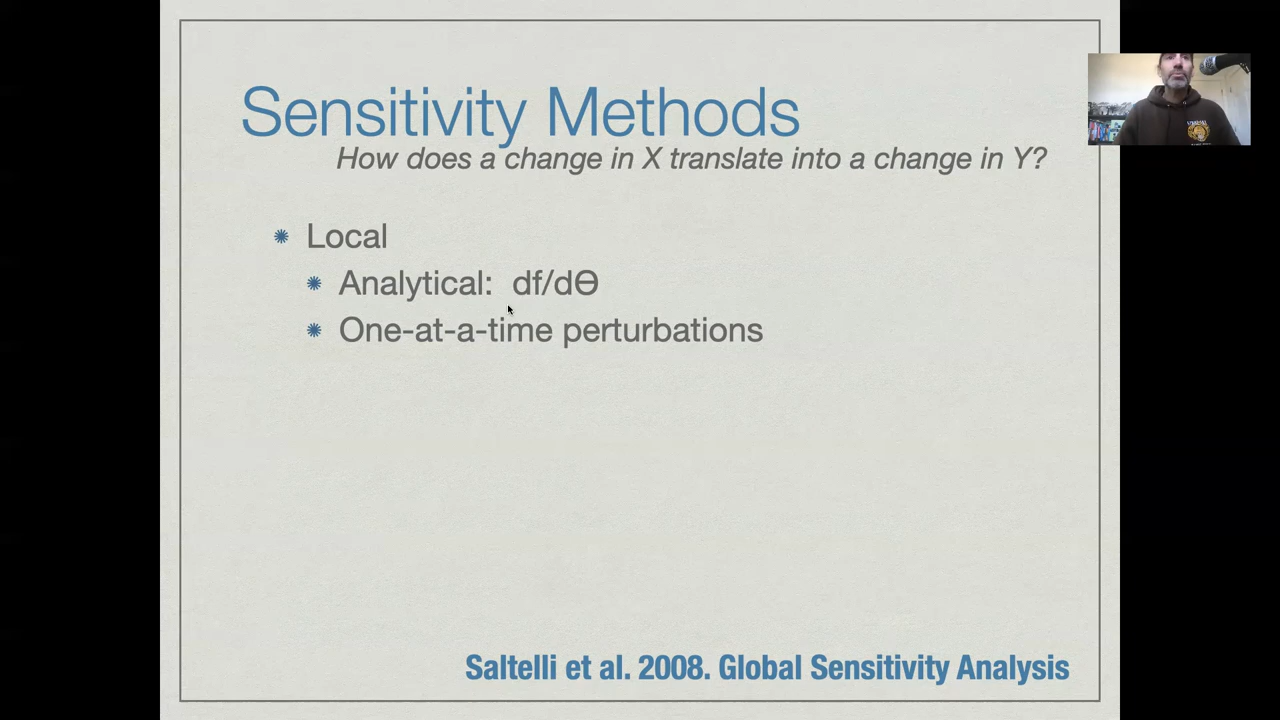 Sensitivity Methods
How does a change in X translate into a change in Y?
Local
Analytical: df/dϴ
One-at-a-time perturbations
Saltelli et al. 2008. Global Sensitivity Analysis